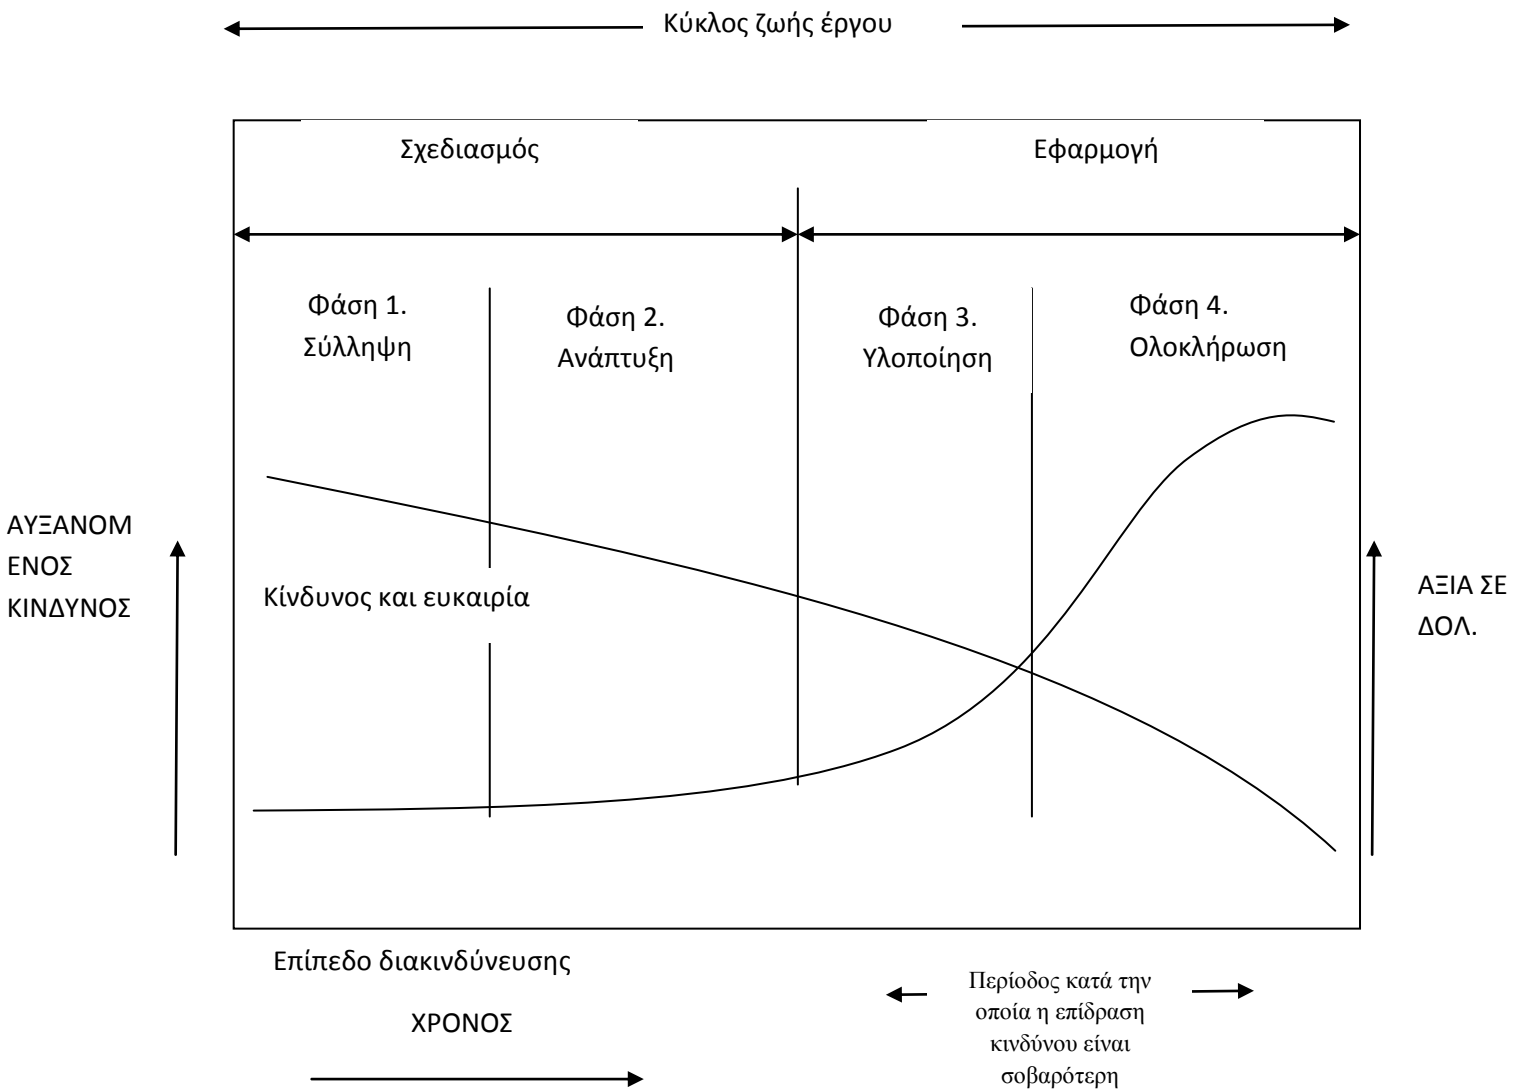 Κύκλος ζωής έργου
Σχεδιασμός
Εφαρμογή
Φάση 1.
Σύλληψη
Φάση 2.
Ανάπτυξη
Φάση 3.
Υλοποίηση
Φάση 4.
Ολοκλήρωση
ΑΥΞΑΝΟΜ
ΕΝΟΣ
ΚΙΝΔΥΝΟΣ
Κίνδυνος και ευκαιρία
ΑΞΙΑ ΣΕ
ΔΟΛ.
Επίπεδο διακινδύνευσης
ΧΡΟΝΟΣ
Περίοδος κατά την
οποία η επίδραση
κινδύνου είναι
σοβαρότερη